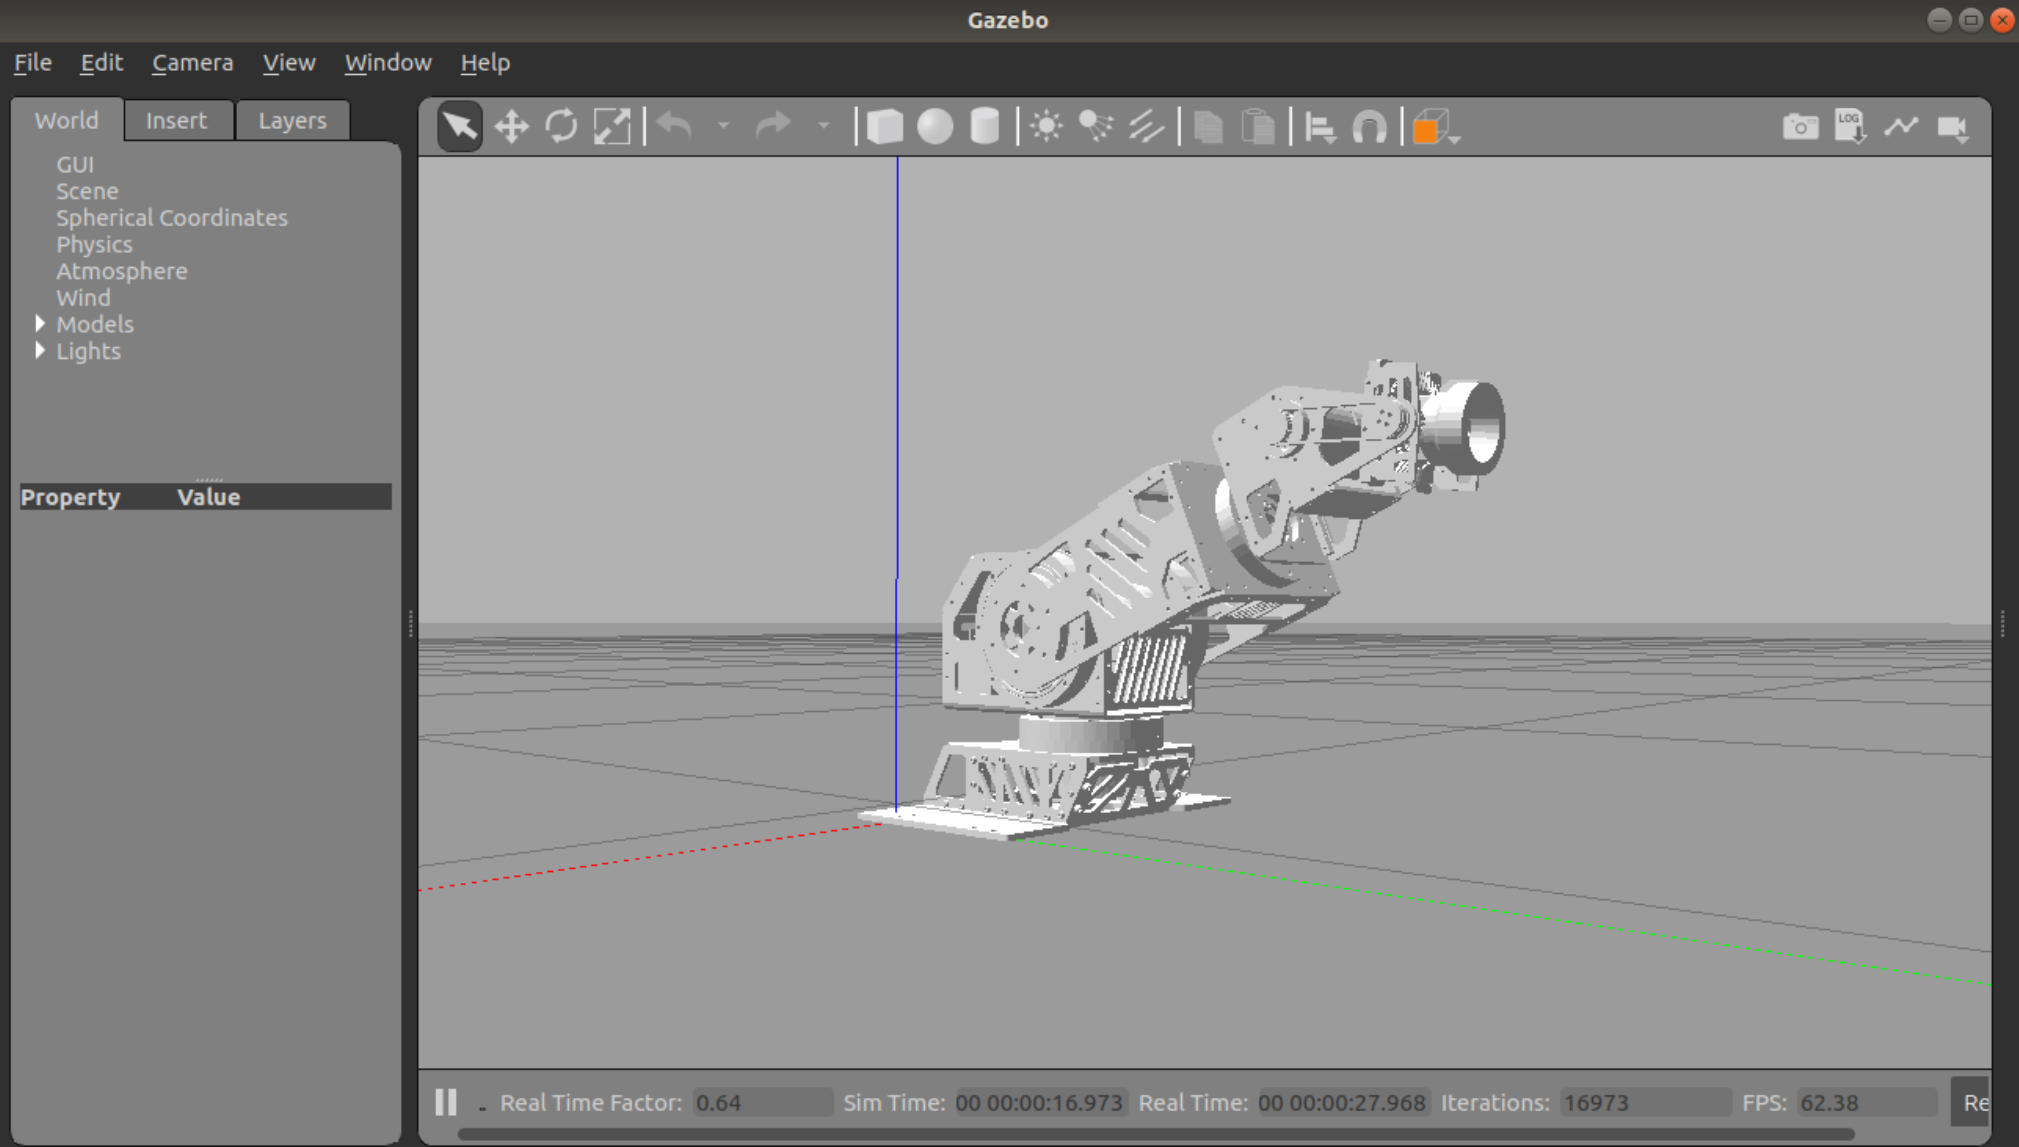 Gazebo
File Edit Camera View Window Help
World Insert Layers
LOG
GUI
Scene
Spherical Coordinates
Physics
Atmosphere
Wind
Models
Lights
Property Value
Real Time Factor: 0.64 Sim Time: 00 00:00:16.973 Real Time: 00 00:00:27.968 Iterations: 16973 FPS: 62.38 Re